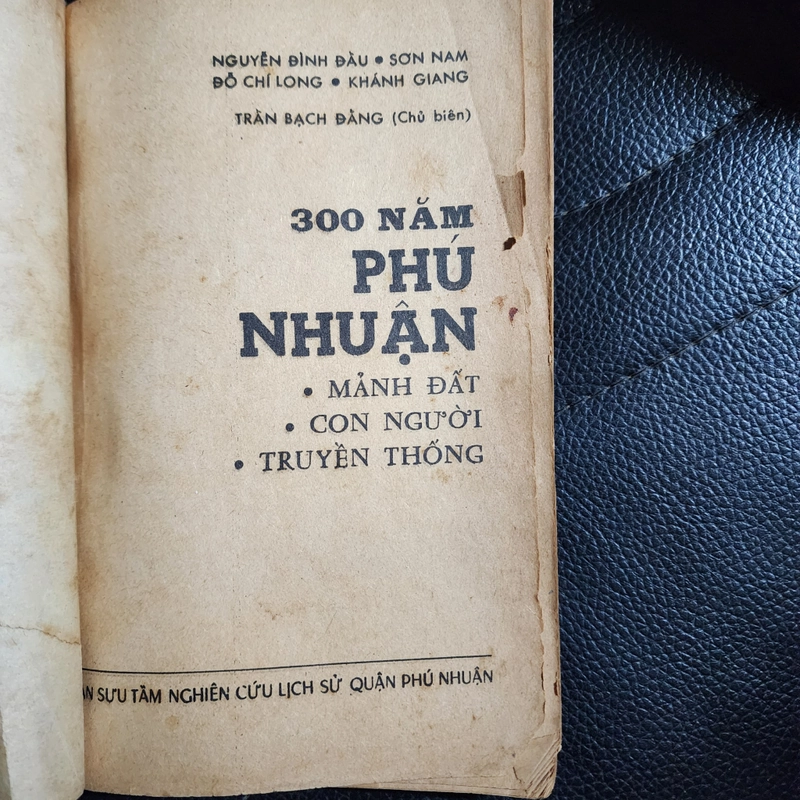 NGUYỄN ĐÌNH ĐẦU • SƠN NAM
ĐỖ CHÍ LONG • KHÁNH GIANG
TRẦN BẠCH ĐẰNG (Chủ biên)
300 NĂM
PHÚ
NHUẬN
• MẢNH ĐẤT
• CON NGƯỜI
• TRUYỀN THỐNG
SƯU TẦM NGHIÊN CỨU LỊCH SỬ QUẬN PHÚ NHUẬN